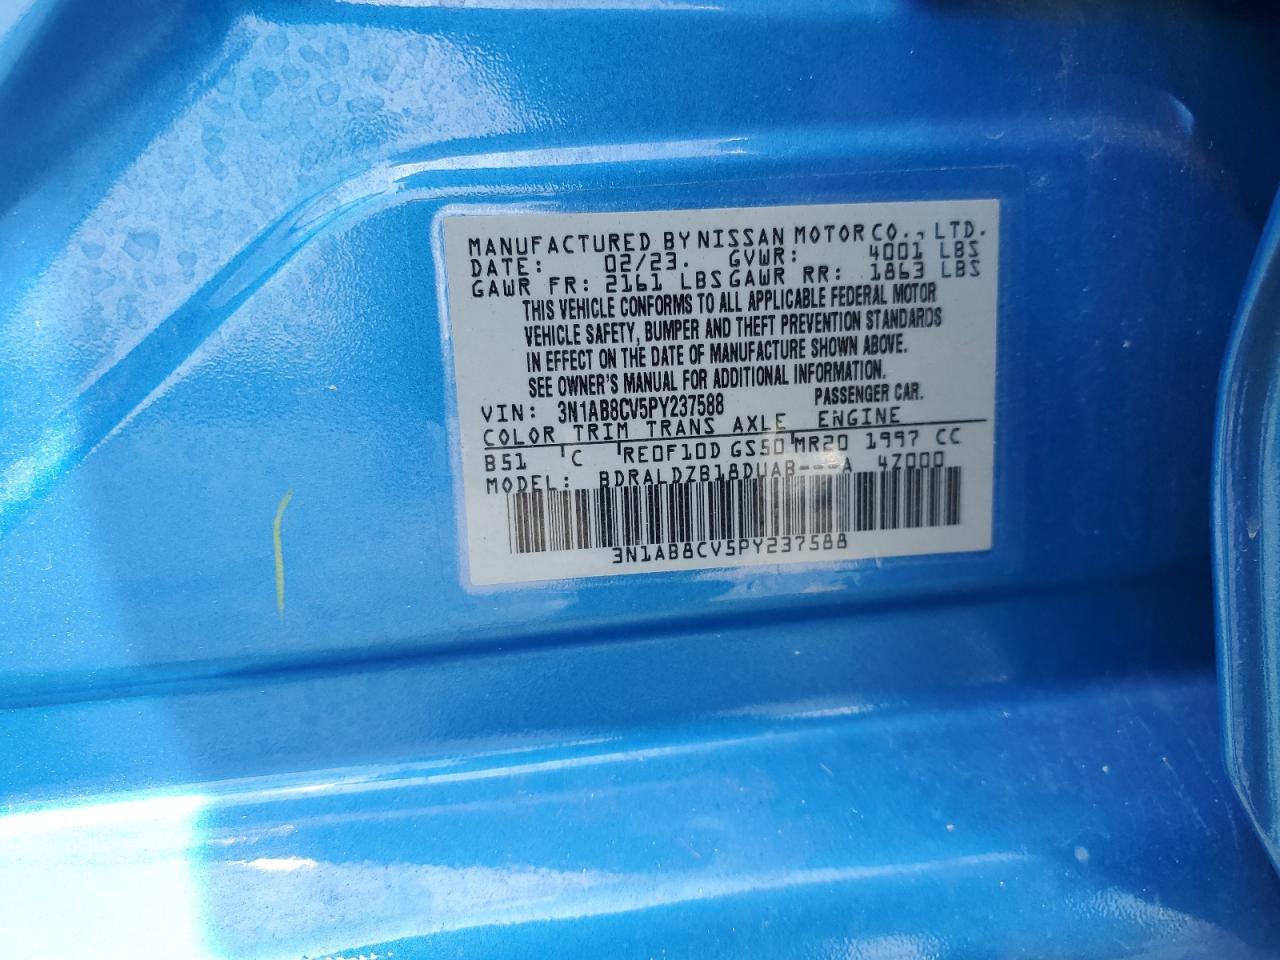 MANUFACTURED BY NISSAN MOTOR CO., LTD.
DATE: 02/23. GVWR: 4001 LBS
GAWR FR: 2161 LBS GAWR RR: 1863 LBS
THIS VEHICLE CONFORMS TO ALL APPLICABLE FEDERAL MOTOR
VEHICLE SAFETY, BUMPER AND THEFT PREVENTION STANDARDS
IN EFFECT ON THE DATE OF MANUFACTURE SHOWN ABOVE.
SEE OWNER'S MANUAL FOR ADDITIONAL INFORMATION.
VIN: 3N1AB8CV5PY237588 PASSENGER CAR.
COLOR TRIM TRANS AXLE ENGINE
B51 C RE0F10D GS50 MR20 1997 CC
MODEL: BDRALDZB18DUAB---A 4Z000
3N1AB8CV5PY237588